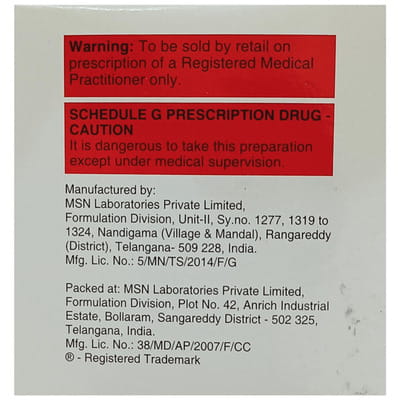 Warning: To be sold by retail on
prescription of a Registered Medical
Practitioner only.
SCHEDULE G PRESCRIPTION DRUG -
CAUTION
It is dangerous to take this preparation
except under medical supervision.
Manufactured by:
MSN Laboratories Private Limited,
Formulation Division, Unit-II, Sy.no. 1277, 1319 to
1324, Nandigama (Village & Mandal), Rangareddy
(District), Telangana- 509 228, India.
Mfg. Lic. No.: 5/MN/TS/2014/F/G
Packed at: MSN Laboratories Private Limited,
Formulation Division, Plot No. 42, Anrich Industrial
Estate, Bollaram, Sangareddy District - 502 325,
Telangana, India.
Mfg. Lic. No.: 38/MD/AP/2007/F/CC
® - Registered Trademark